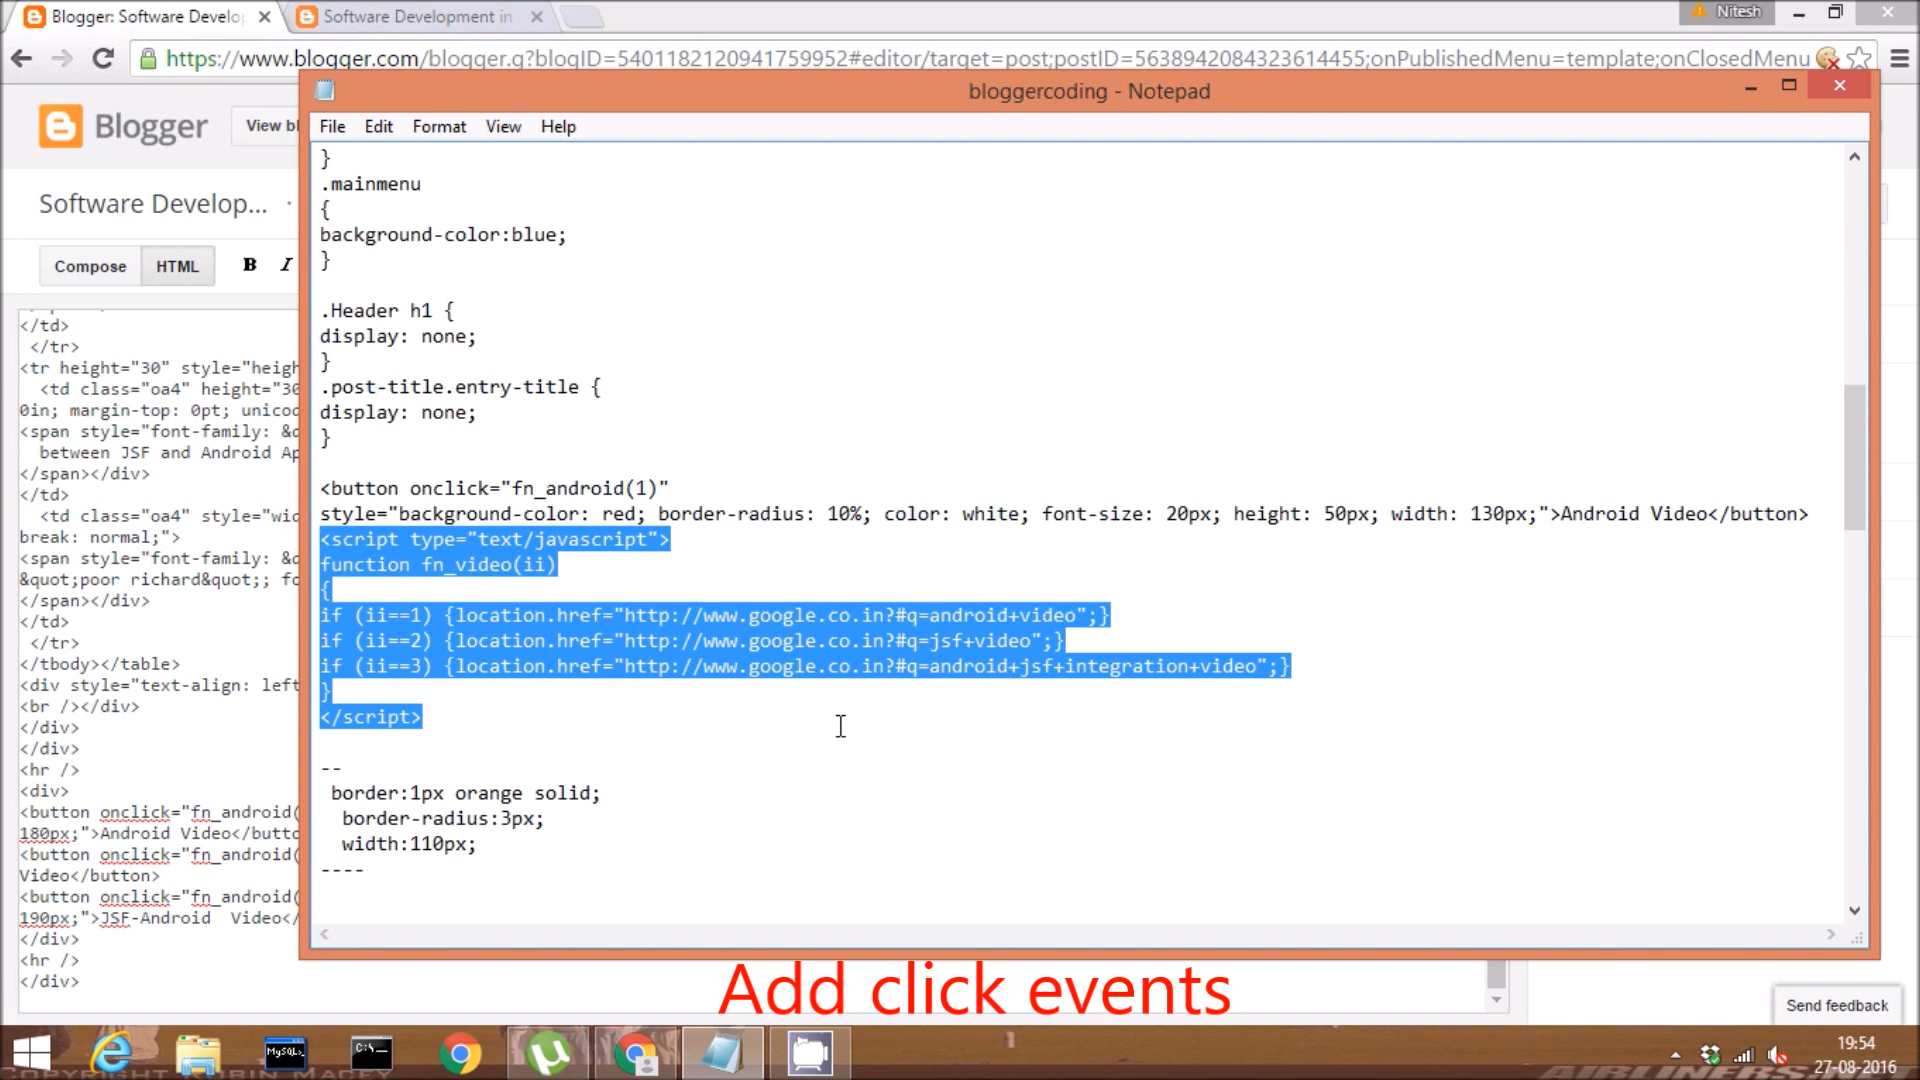 Blogger: Software Develo
Software Development in
Nitesh
https://www.blogger.com/blogger.g?blogID=5401182120941759952#editor/target=post;postID=5638942084323614455;onPublishedMenu=template;onClosedMenu
bloggercoding - Notepad
Blogger
View bl
File Edit Format View Help
Software Develop... ·
Compose HTML B I
}
.mainmenu
{
background-color:blue;
}
.Header h1 {
display: none;
}
.post-title.entry-title {
display: none;
}
<button onclick="fn_android(1)"
style="background-color: red; border-radius: 10%; color: white; font-size: 20px; height: 50px; width: 130px;">Android Video</button>
<script type="text/javascript">
function fn_video(ii)
{
if (ii==1) {location.href="http://www.google.co.in?#q=android+video";}
if (ii==2) {location.href="http://www.google.co.in?#q=jsf+video";}
if (ii==3) {location.href="http://www.google.co.in?#q=android+jsf+integration+video";}
}
</script>
--
border:1px orange solid;
border-radius:3px;
width:110px;
----
</td>
</tr>
<tr height="30" style="heigh
<td class="oa4" height="30
0in; margin-top: 0pt; unico
<span style="font-family: &
between JSF and Android Ap
</span></div>
</td>
<td class="oa4" style="wid
break: normal;">
<span style="font-family: &
&quot;poor richard&quot;; fo
</span></div>
</td>
</tr>
</tbody></table>
<div style="text-align: left
<br /></div>
</div>
</div>
<hr />
<div>
<button onclick="fn_android(
180px;">Android Video</butto
<button onclick="fn_android(
Video</button>
<button onclick="fn_android(
190px;">JSF-Android Video</
</div>
<hr />
</div>
Add click events
Send feedback
MySQL
C:\
19:54
27-08-2016
COPYRIGHT ROBIN MACEY
AIRLINERS.